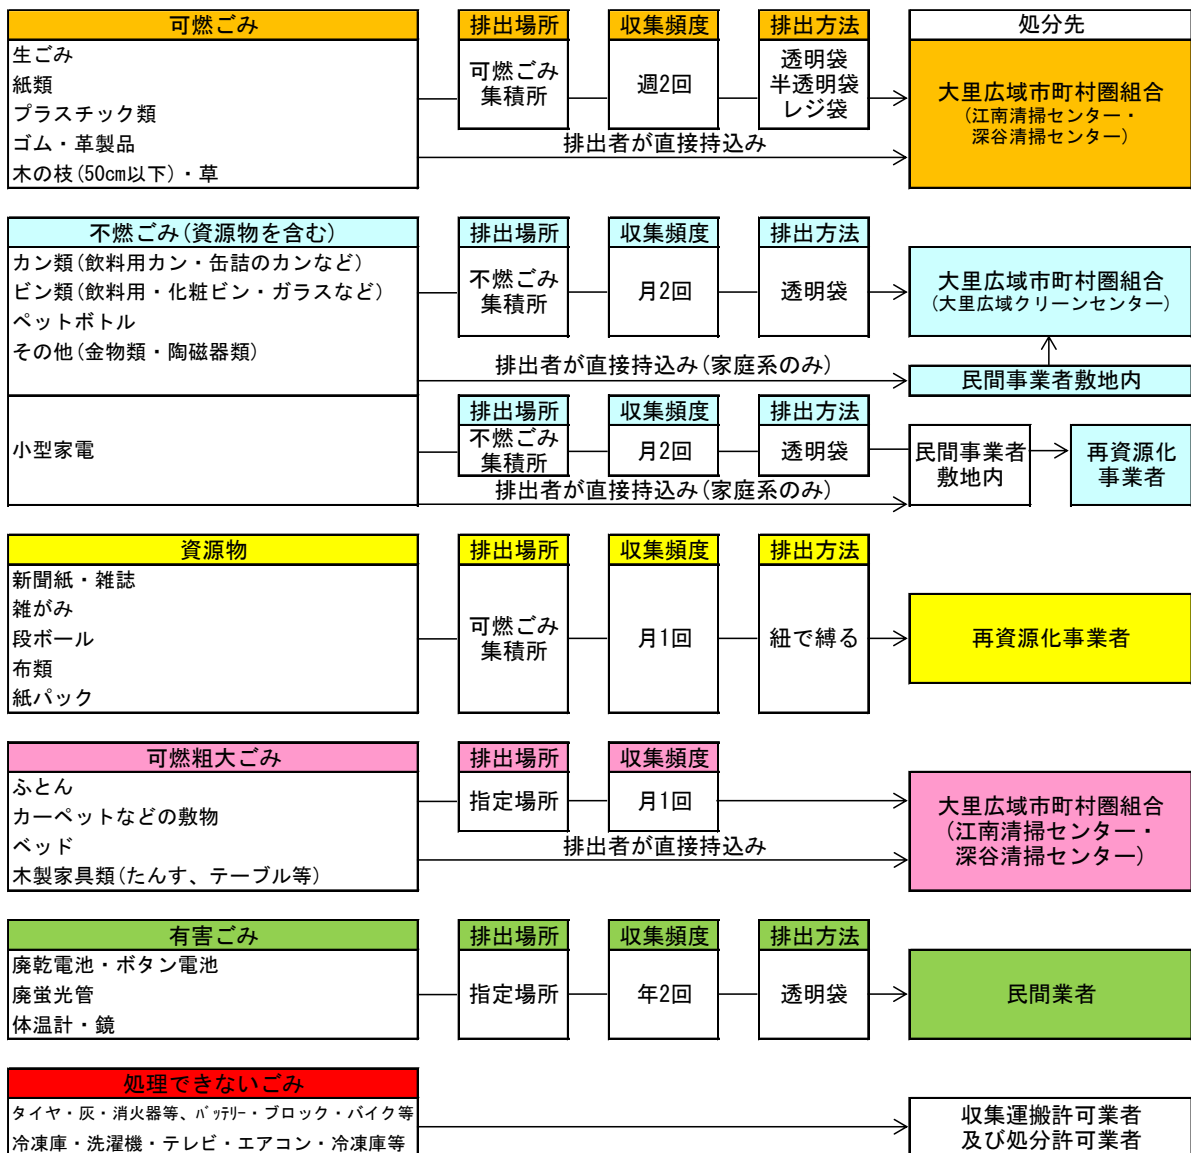 可燃ごみ
排出場所
収集頻度
排出方法
処分先
生ごみ
紙類
プラスチック類
ゴム・革製品
木の枝(50cm以下)・草
可燃ごみ
集積所
週2回
透明袋
半透明袋
レジ袋
排出者が直接持込み
大里広域市町村圏組合
(江南清掃センター・
深谷清掃センター)
不燃ごみ(資源物を含む)
排出場所
収集頻度
排出方法
カン類(飲料用カン・缶詰のカンなど)
ビン類(飲料用・化粧ビン・ガラスなど)
ペットボトル
その他(金物類・陶磁器類)
不燃ごみ
集積所
月2回
透明袋
大里広域市町村圏組合
(大里広域クリーンセンター)
排出者が直接持込み(家庭系のみ)
民間事業者敷地内
排出場所
収集頻度
排出方法
小型家電
不燃ごみ
集積所
月2回
透明袋
民間事業者
敷地内
再資源化
事業者
排出者が直接持込み(家庭系のみ)
資源物
排出場所
収集頻度
排出方法
新聞紙・雑誌
雑がみ
段ボール
布類
紙パック
可燃ごみ
集積所
月1回
紐で縛る
再資源化事業者
可燃粗大ごみ
排出場所
収集頻度
ふとん
カーペットなどの敷物
ベッド
木製家具類(たんす、テーブル等)
指定場所
月1回
排出者が直接持込み
大里広域市町村圏組合
(江南清掃センター・
深谷清掃センター)
有害ごみ
排出場所
収集頻度
排出方法
廃乾電池・ボタン電池
廃蛍光管
体温計・鏡
指定場所
年2回
透明袋
民間業者
処理できないごみ
タイヤ・灰・消火器等、ﾊﾞｯﾃﾘｰ・ブロック・バイク等
冷凍庫・洗濯機・テレビ・エアコン・冷凍庫等
収集運搬許可業者
及び処分許可業者